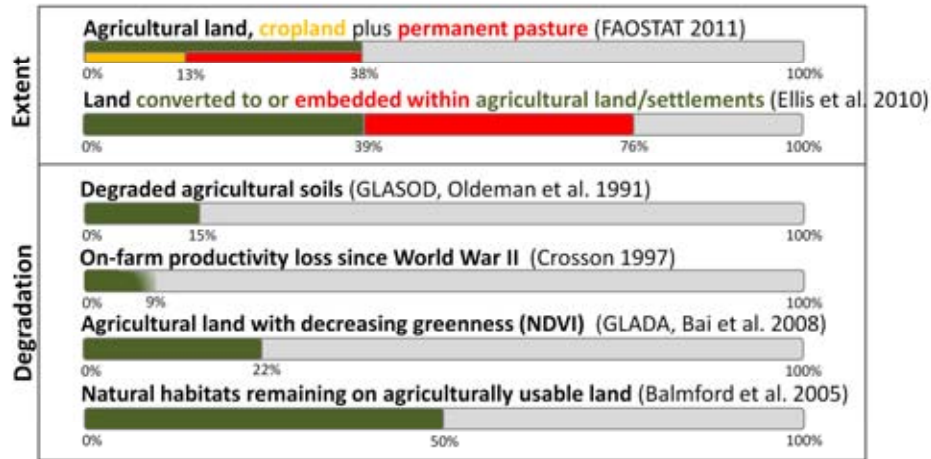 Extent
Agricultural land, cropland plus permanent pasture (FAOSTAT 2011)
0% 13% 38% 100%
Land converted to or embedded within agricultural land/settlements (Ellis et al. 2010)
0% 39% 76% 100%
Degradation
Degraded agricultural soils (GLASOD, Oldeman et al. 1991)
0% 15% 100%
On-farm productivity loss since World War II (Crosson 1997)
0% 9% 100%
Agricultural land with decreasing greenness (NDVI) (GLADA, Bai et al. 2008)
0% 22% 100%
Natural habitats remaining on agriculturally usable land (Balmford et al. 2005)
0% 50% 100%